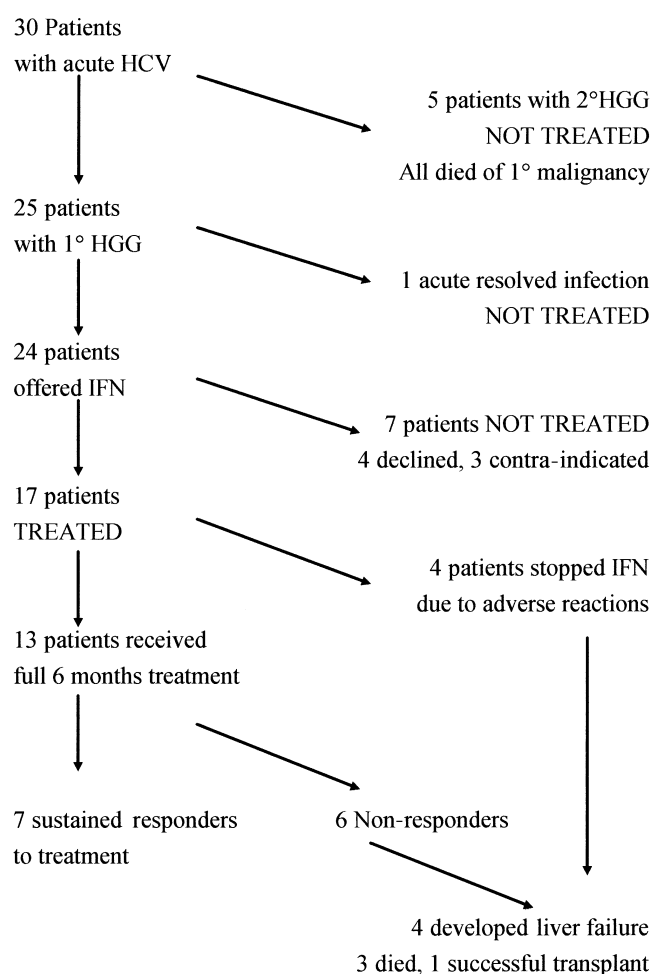 30 Patients
with acute HCV
5 patients with 2°HGG
NOT TREATED
All died of 1° malignancy
25 patients
with 1° HGG
1 acute resolved infection
NOT TREATED
24 patients
offered IFN
7 patients NOT TREATED
4 declined, 3 contra-indicated
17 patients
TREATED
4 patients stopped IFN
due to adverse reactions
13 patients received
full 6 months treatment
7 sustained responders
to treatment
6 Non-responders
4 developed liver failure
3 died, 1 successful transplant